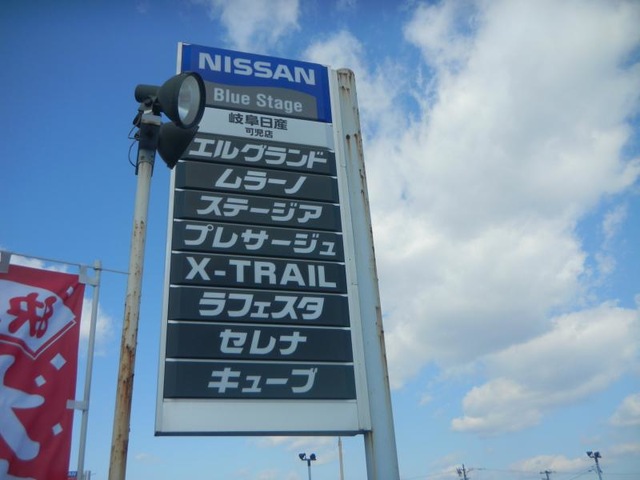 NISSAN
Blue Stage
岐阜日産
可児店
エルグランド
ムラーノ
ステージア
プレサージュ
X-TRAIL
ラフェスタ
セレナ
キューブ